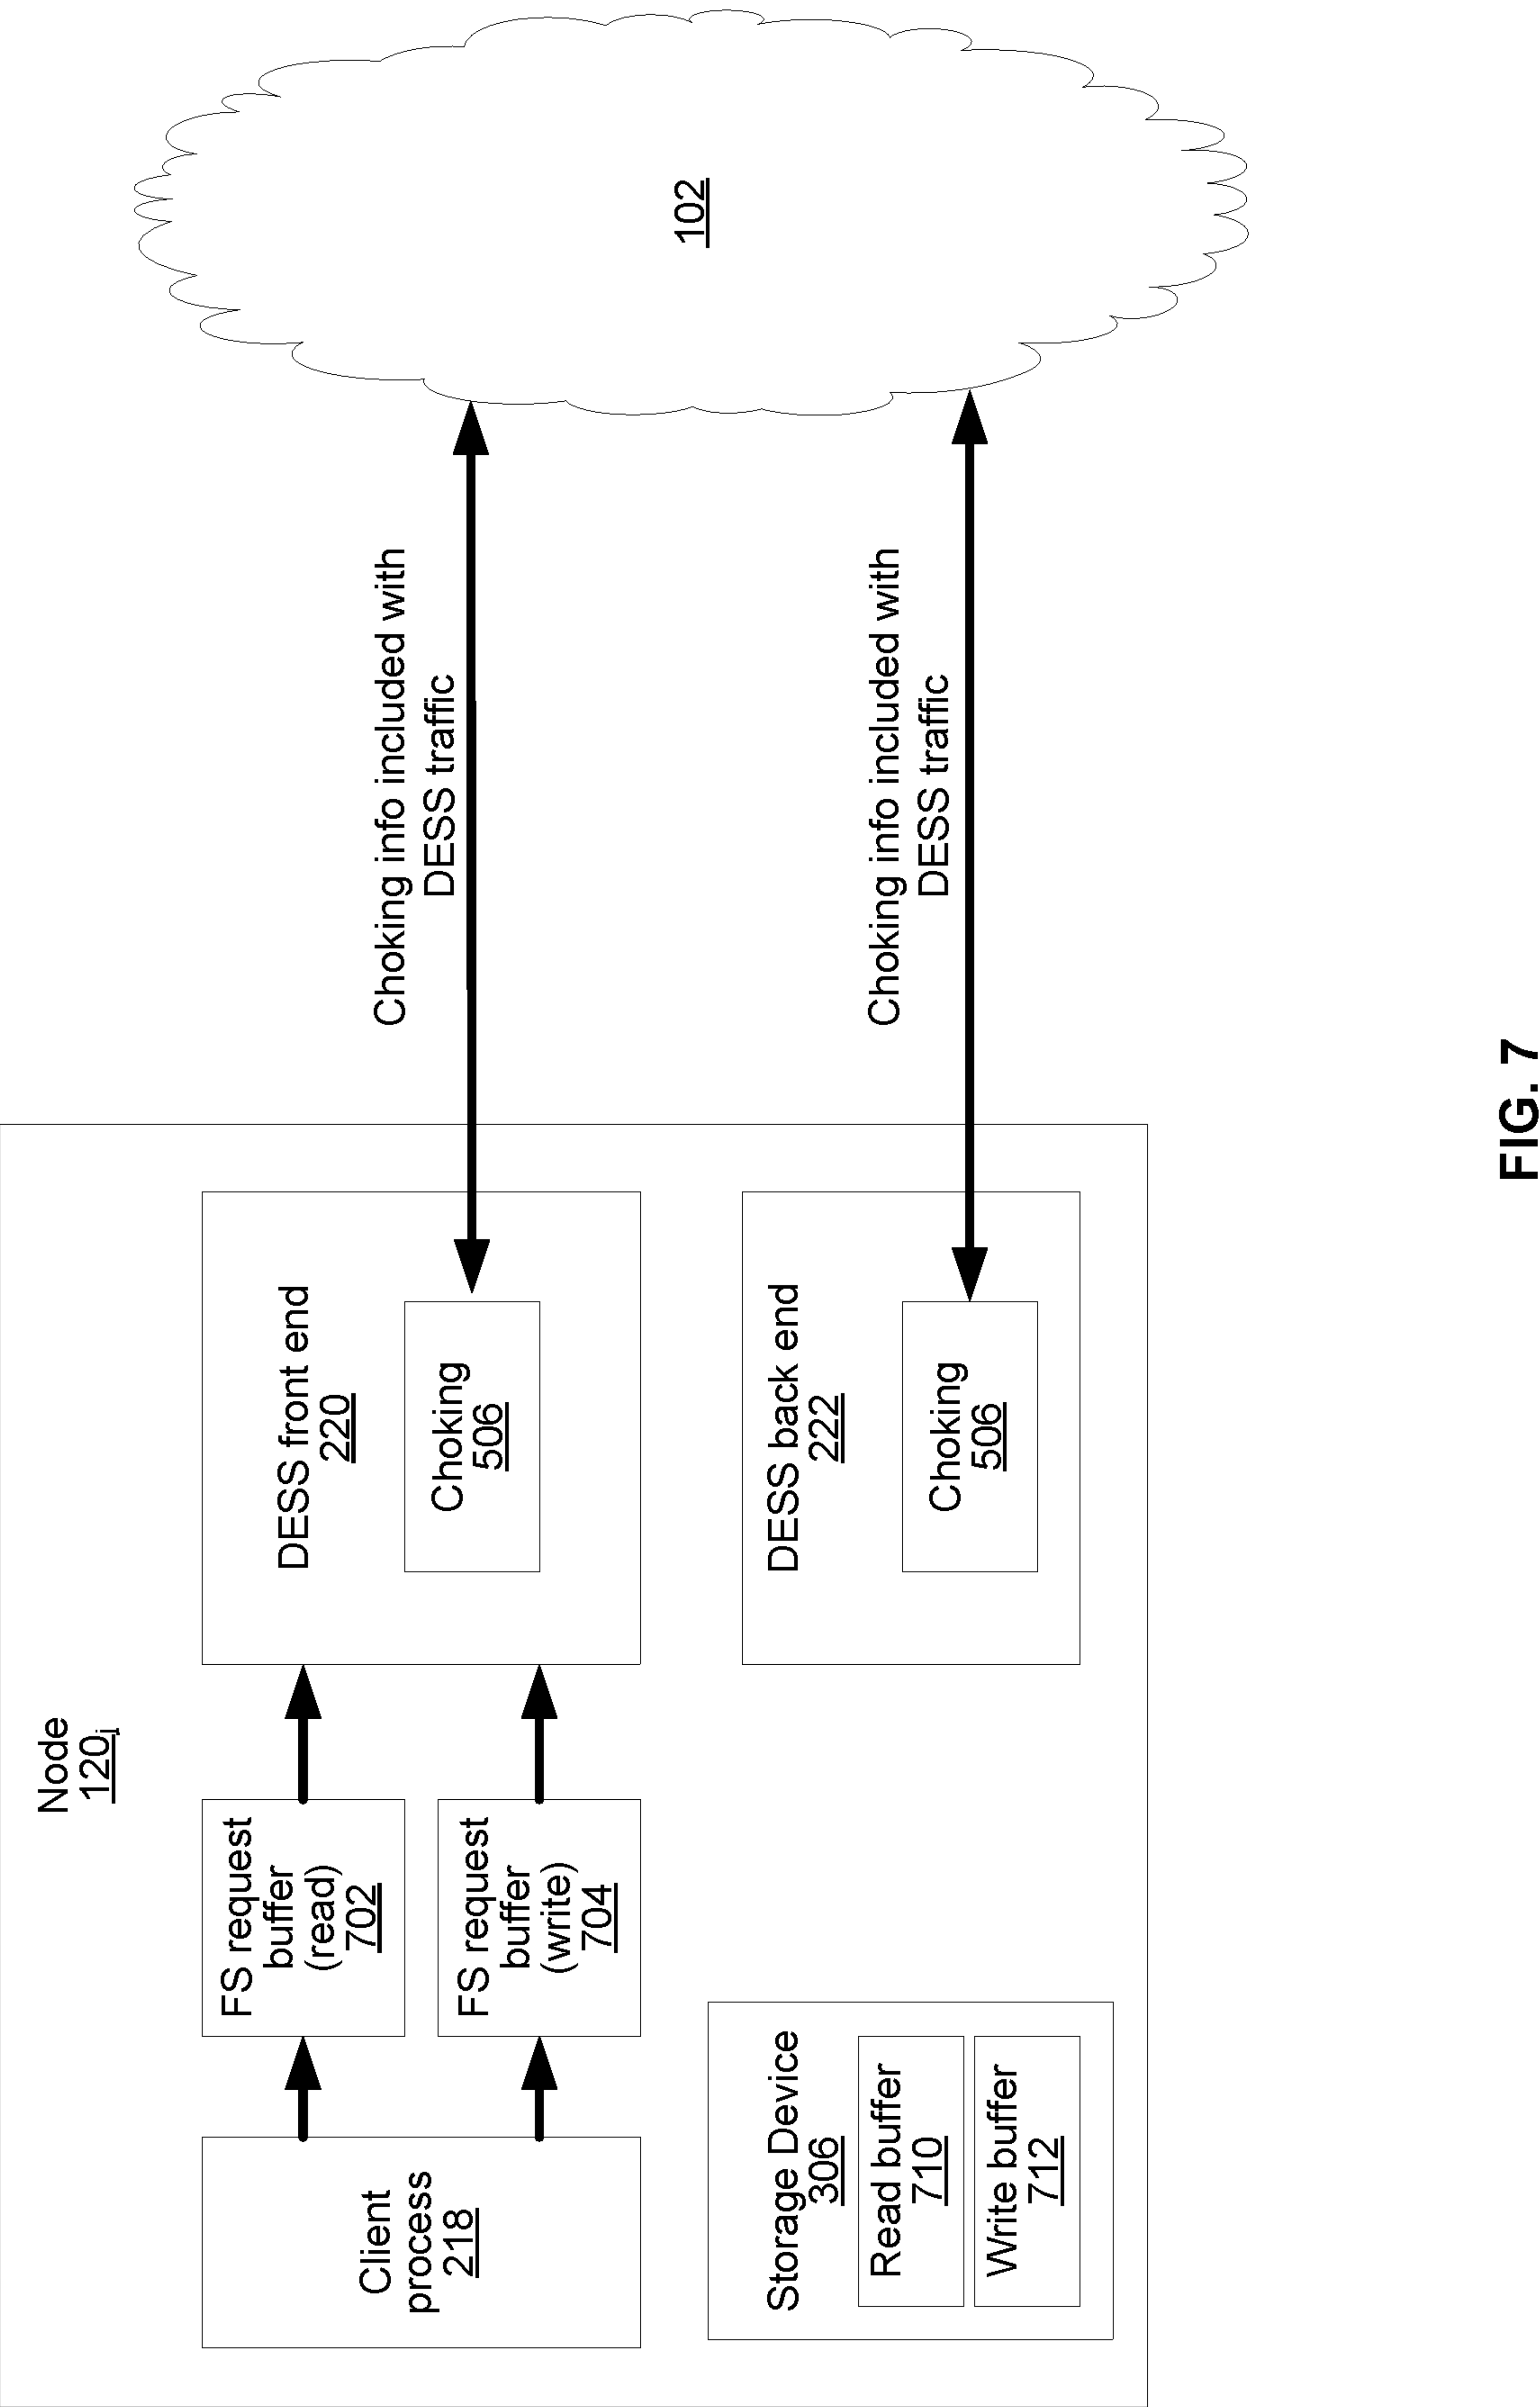 Node
120i
Client
process
218
FS request
buffer
(read)
702
FS request
buffer
(write)
704
DESS front end
220
Choking
506
Choking info included with
DESS traffic
102
Storage Device
306
Read buffer
710
Write buffer
712
DESS back end
222
Choking
506
Choking info included with
DESS traffic
FIG. 7